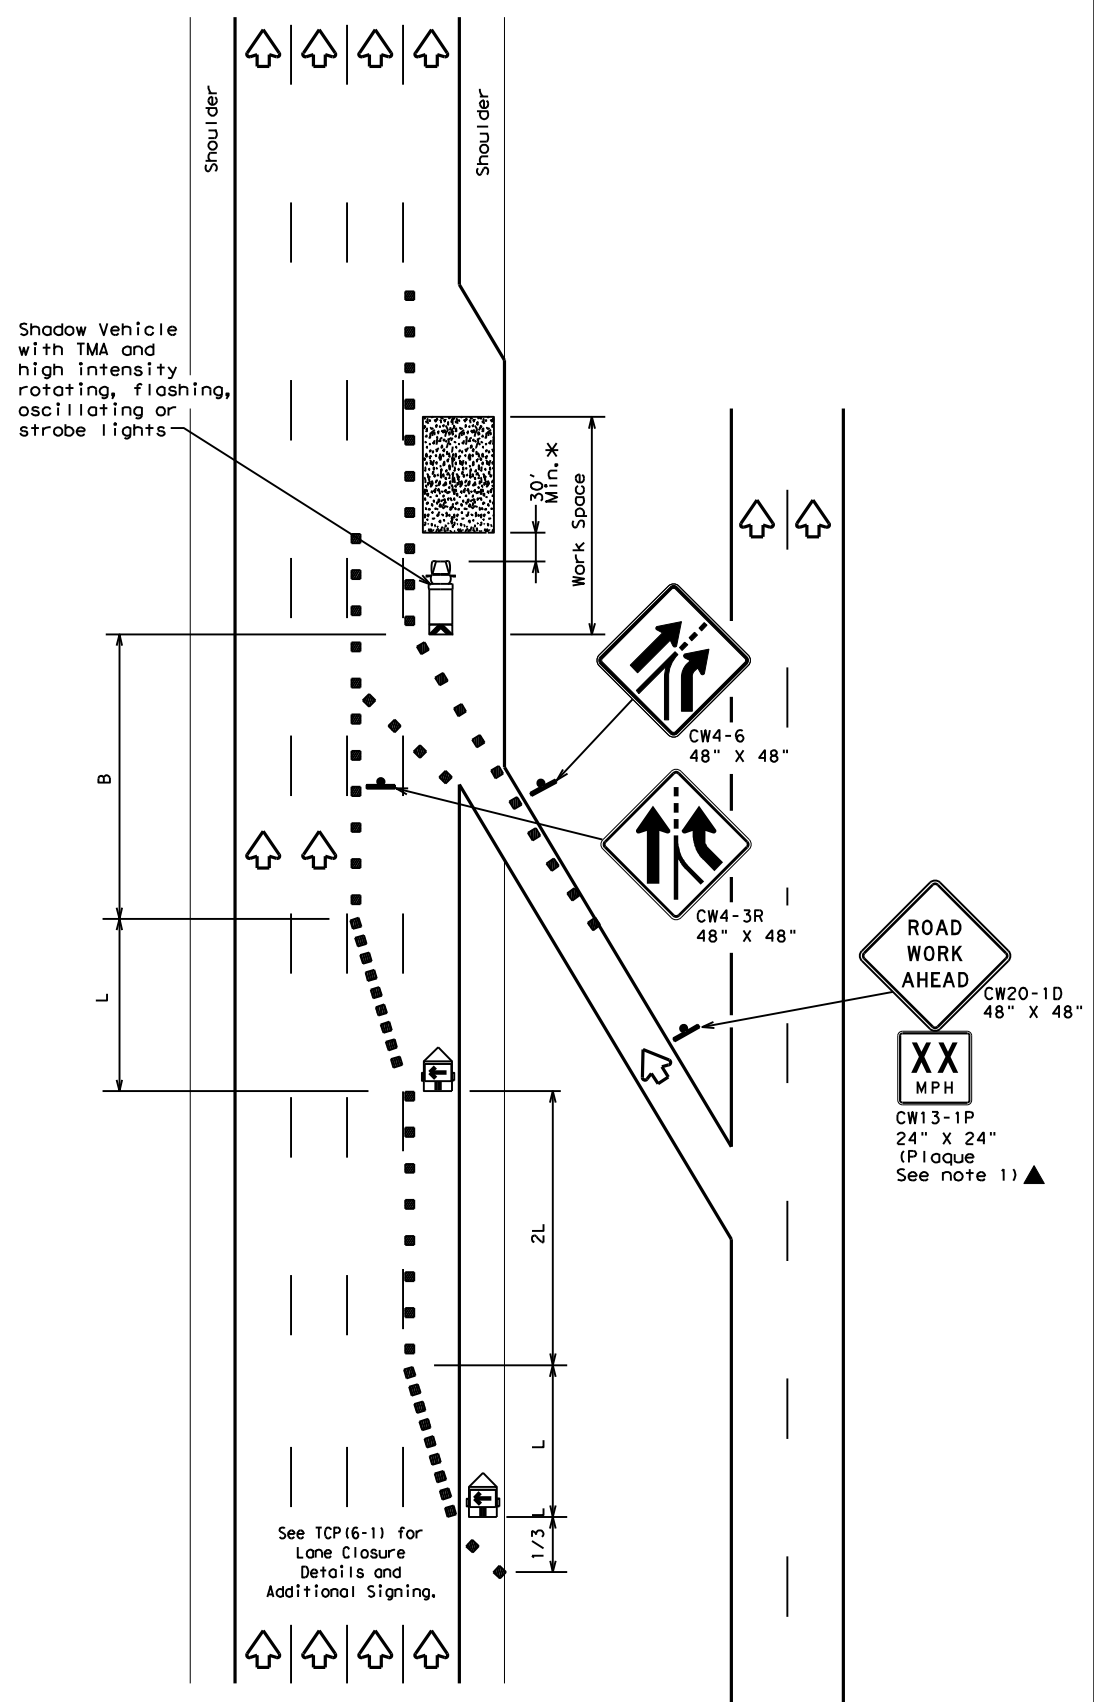 Shoulder
Shoulder
Shadow Vehicle
with TMA and
high intensity
rotating, flashing,
oscillating or
strobe lights
30'
Min.*
Work Space
B
L
CW4-6
48" X 48"
CW4-3R
48" X 48"
ROAD
WORK
AHEAD
CW20-1D
48" X 48"
XX
MPH
CW13-1P
24" X 24"
(Plaque
See note 1)▲
2L
L
1/3 L
See TCP(6-1) for
Lane Closure
Details and
Additional Signing.